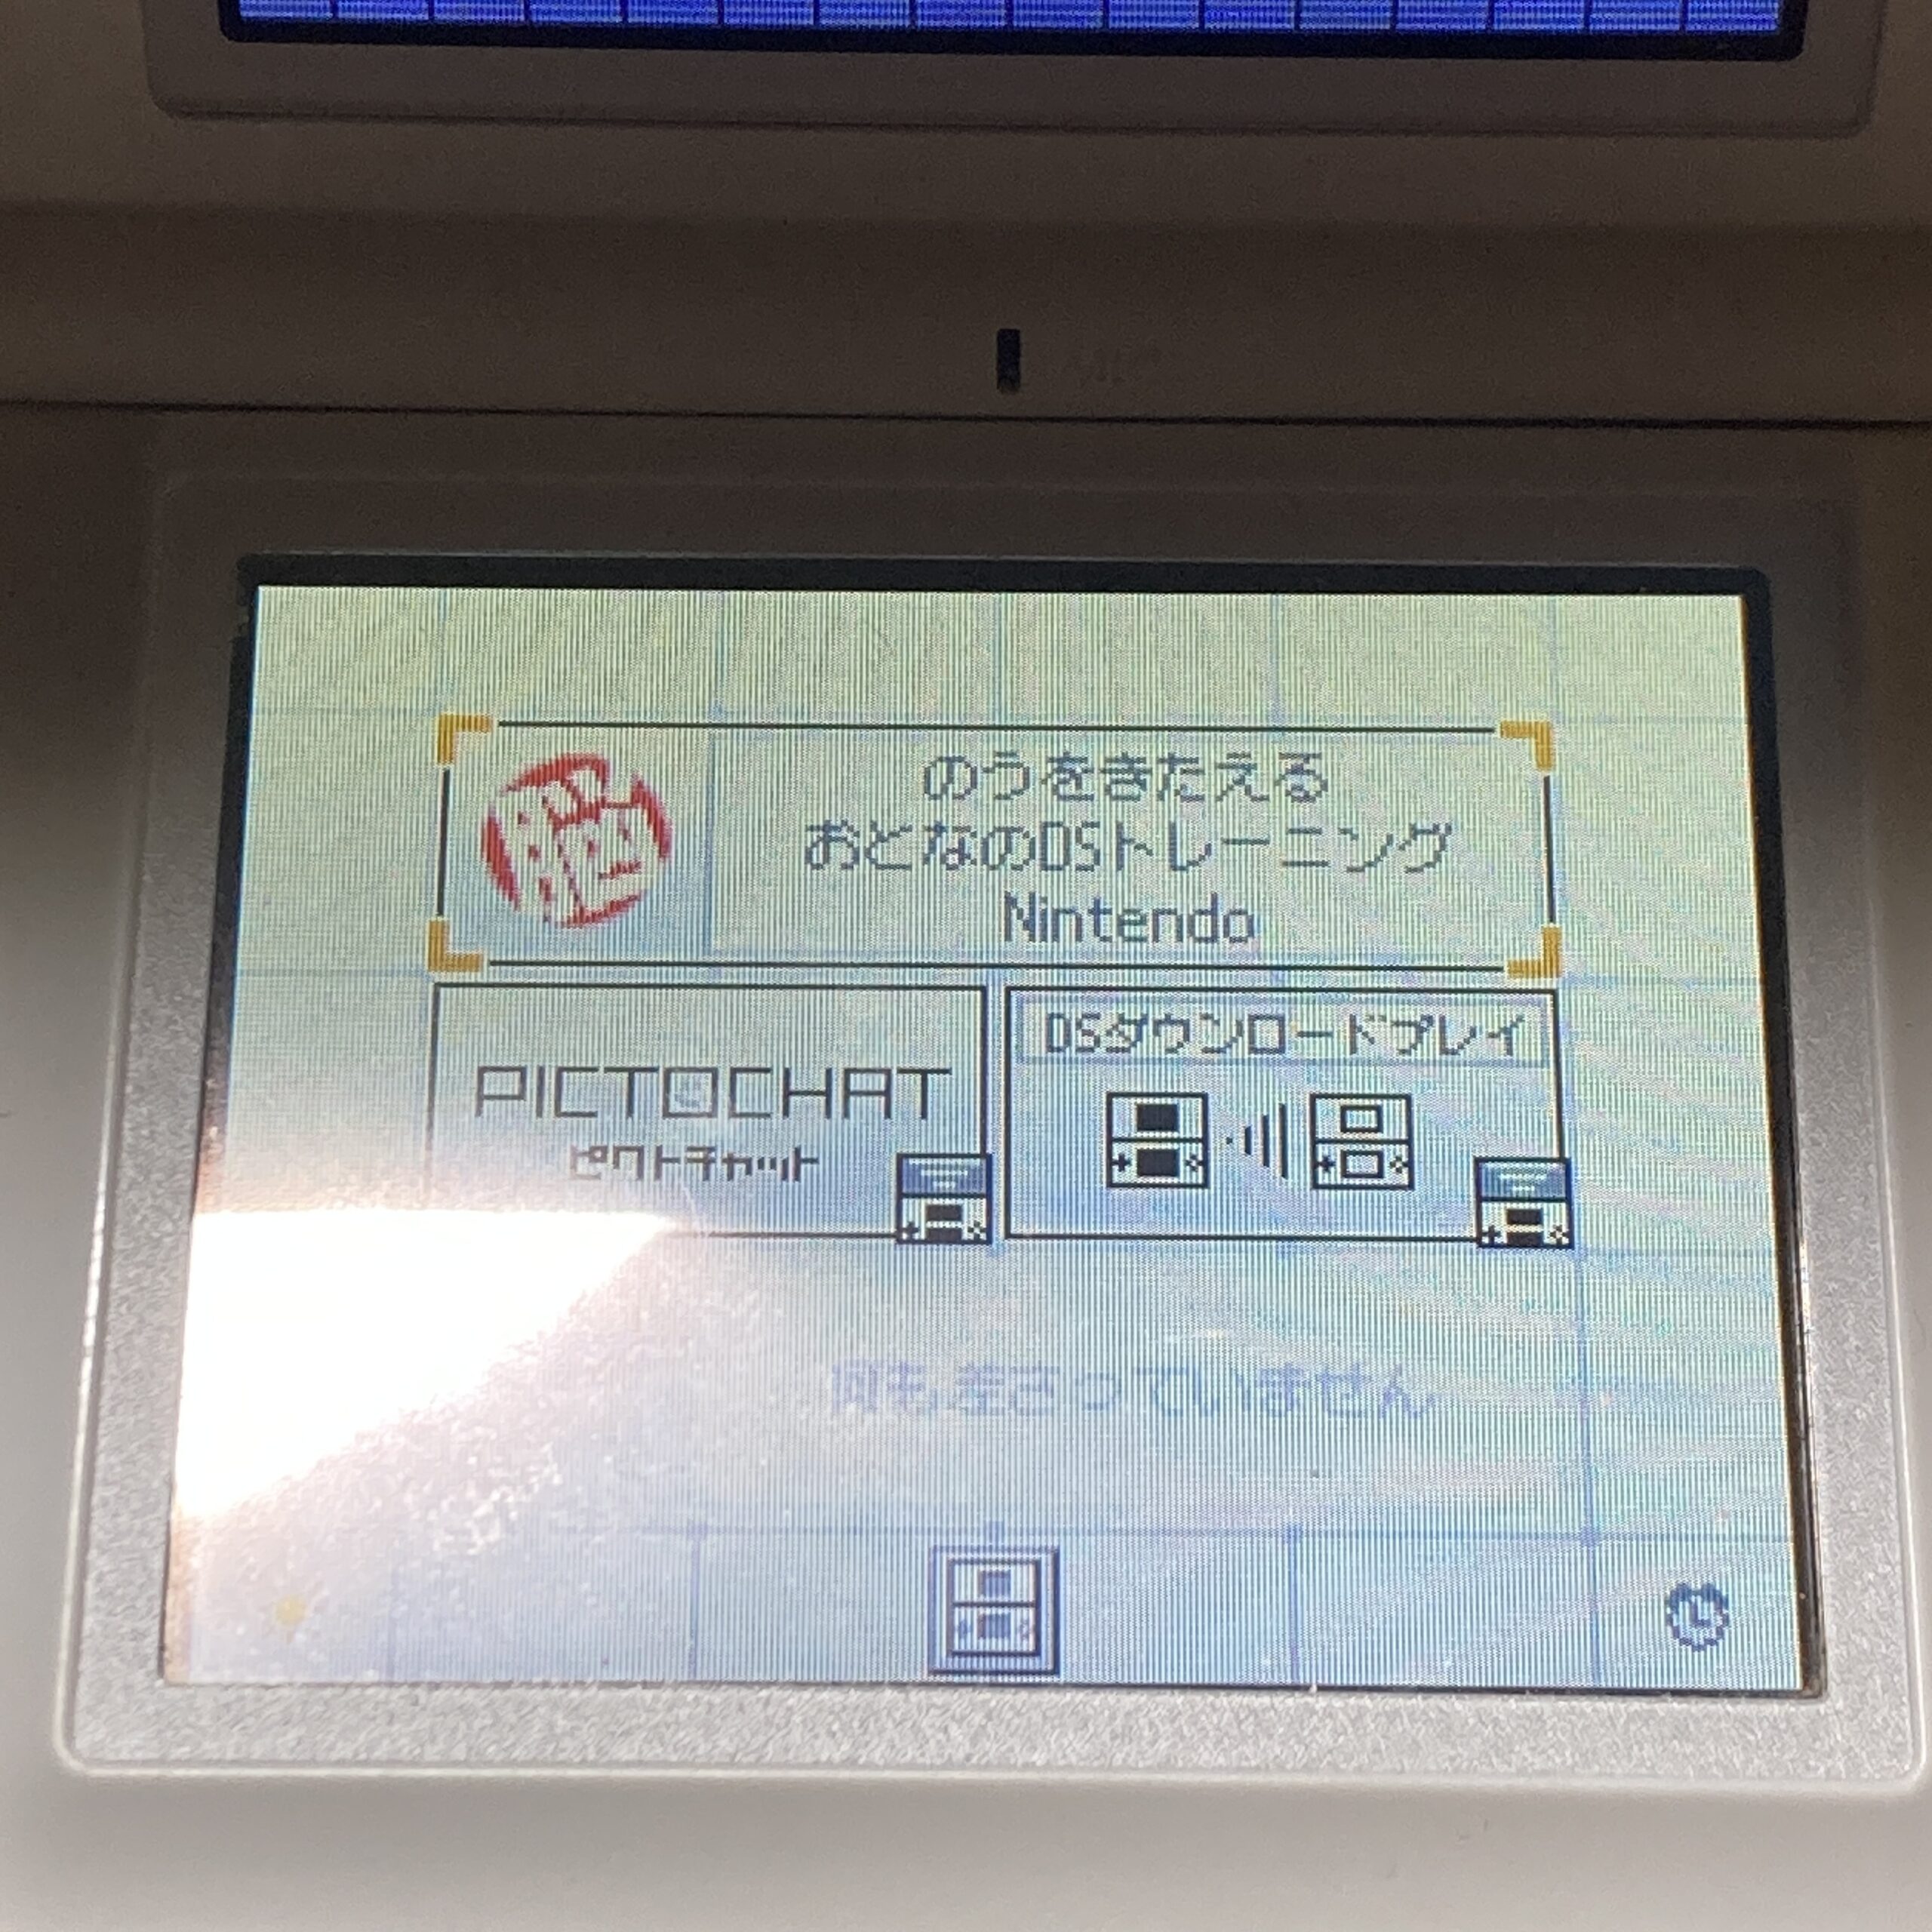 脳
のうをきたえる
おとなのDSトレーニング
Nintendo
PICTOCHAT
ピクトチャット
DSダウンロードプレイ
何も差さっていません